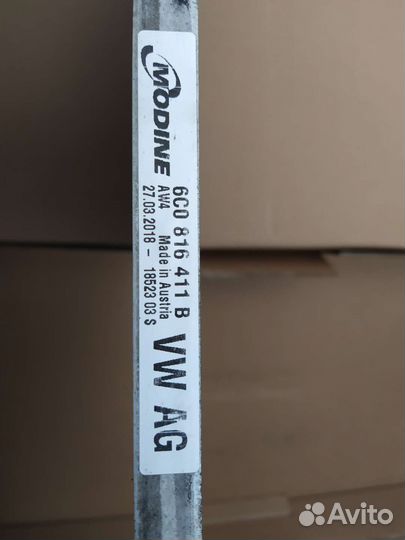 MODINE
6C0 816 411 B
AW4 Made in Austria
27.03.2018 - 18523 03 S
VW AG
Avito